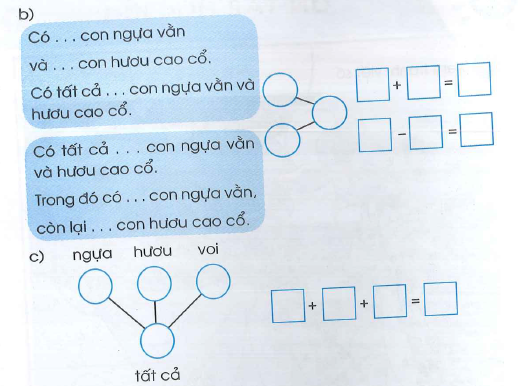 b)
Có . . . con ngựa vằn
và . . . con hươu cao cổ.
Có tất cả . . . con ngựa vằn và
hươu cao cổ.
+ =
- =
Có tất cả . . . con ngựa vằn
và hươu cao cổ.
Trong đó có . . . con ngựa vằn,
còn lại . . . con hươu cao cổ.
c) ngựa hươu voi
+ + =
tất cả